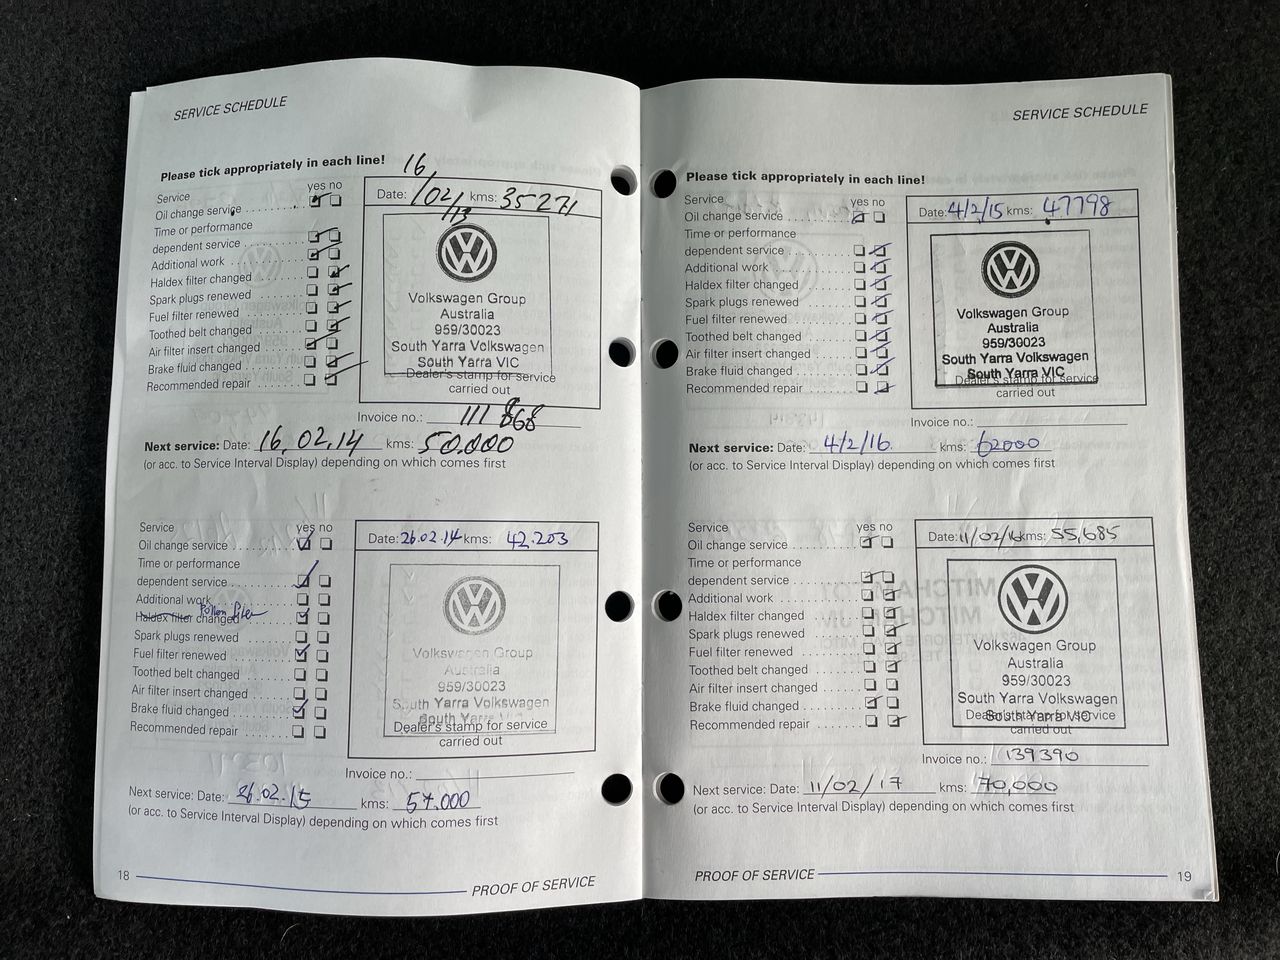 SERVICE SCHEDULE
Please tick appropriately in each line!
Service yes no
Oil change service
Time or performance
dependent service
Additional work
Haldex filter changed
Spark plugs renewed
Fuel filter renewed
Toothed belt changed
Air filter insert changed
Brake fluid changed
Recommended repair
Date: 16/02/13 kms: 35271
Volkswagen Group
Australia
959/30023
South Yarra Volkswagen
South Yarra VIC
Dealer's stamp for service
carried out
Invoice no.: 111 868
Next service: Date: 16.02.14 kms: 50.000
(or acc. to Service Interval Display) depending on which comes first
Service yes no
Oil change service
Time or performance
dependent service
Additional work
Haldex filter changed Pollen filter
Spark plugs renewed
Fuel filter renewed
Toothed belt changed
Air filter insert changed
Brake fluid changed
Recommended repair
Date: 26.02.14 kms: 42.203
Volkswagen Group
Australia
959/30023
South Yarra Volkswagen
South Yarra VIC
Dealer's stamp for service
carried out
Invoice no.:
Next service: Date: 26.02.15 kms: 57.000
(or acc. to Service Interval Display) depending on which comes first
18
PROOF OF SERVICE
SERVICE SCHEDULE
Please tick appropriately in each line!
Service yes no
Oil change service
Time or performance
dependent service
Additional work
Haldex filter changed
Spark plugs renewed
Fuel filter renewed
Toothed belt changed
Air filter insert changed
Brake fluid changed
Recommended repair
Date: 4/2/15 kms: 47798
Volkswagen Group
Australia
959/30023
South Yarra Volkswagen
South Yarra VIC
Dealer's stamp for service
carried out
Invoice no.:
Next service: Date: 4/2/16. kms: 62000
(or acc. to Service Interval Display) depending on which comes first
Service yes no
Oil change service
Time or performance
dependent service
Additional work
Haldex filter changed
Spark plugs renewed
Fuel filter renewed
Toothed belt changed
Air filter insert changed
Brake fluid changed
Recommended repair
Date: 11/02/16 kms: 55,685
Volkswagen Group
Australia
959/30023
South Yarra Volkswagen
South Yarra VIC
Dealer's stamp for service
carried out
Invoice no.: 139390
Next service: Date: 11/02/17 kms: 70,000
(or acc. to Service Interval Display) depending on which comes first
PROOF OF SERVICE
19